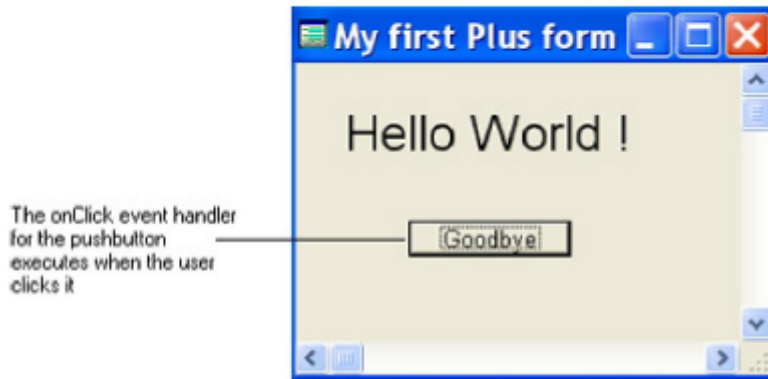 My first Plus form
Hello World !
The onClick event handler
for the pushbutton
executes when the user
clicks it
Goodbye